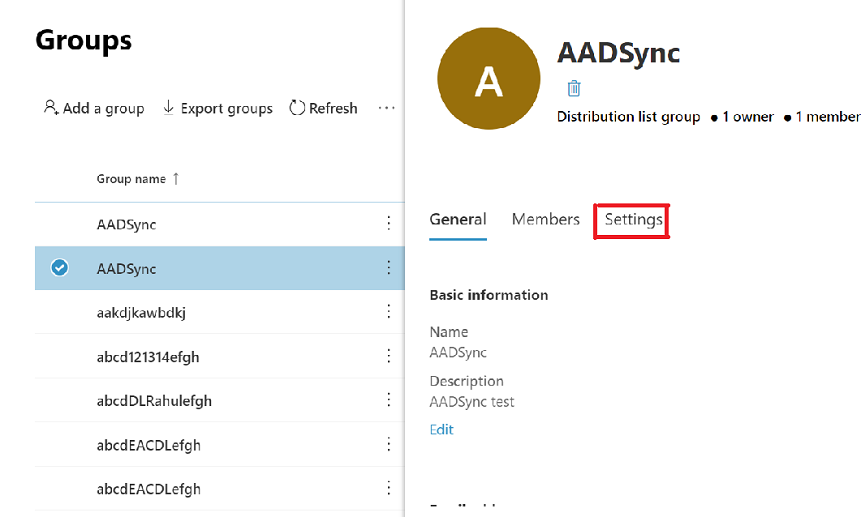 Groups
Add a group Export groups Refresh ...
Group name ↑
AADSync
AADSync
aakdjkawbdkj
abcd121314efgh
abcdDLRahulefgh
abcdEACDLefgh
abcdEACDLefgh
A
AADSync
Distribution list group ● 1 owner ● 1 member
General Members Settings
Basic information
Name
AADSync
Description
AADSync test
Edit